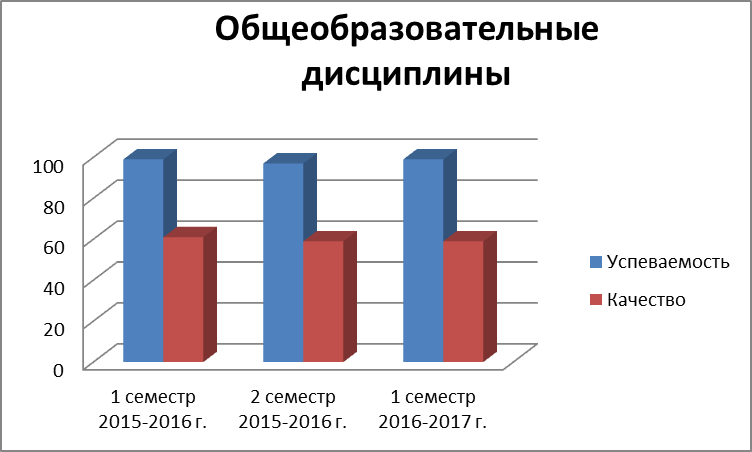 Общеобразовательные
дисциплины
100
80
60
40
20
0
1 семестр
2015-2016 г.
2 семестр
2015-2016 г.
1 семестр
2016-2017 г.
Успеваемость
Качество